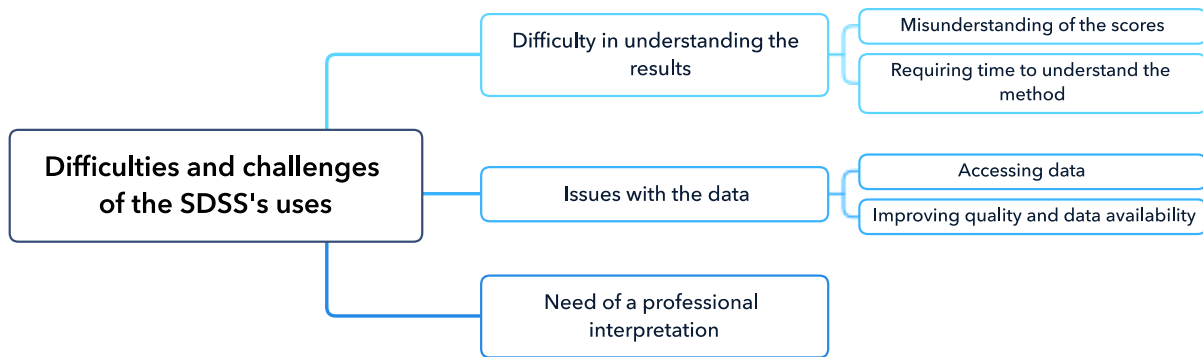 Difficulties and challenges
of the SDSS's uses
Difficulty in understanding the
results
Misunderstanding of the scores
Requiring time to understand the
method
Issues with the data
Accessing data
Improving quality and data availability
Need of a professional
interpretation